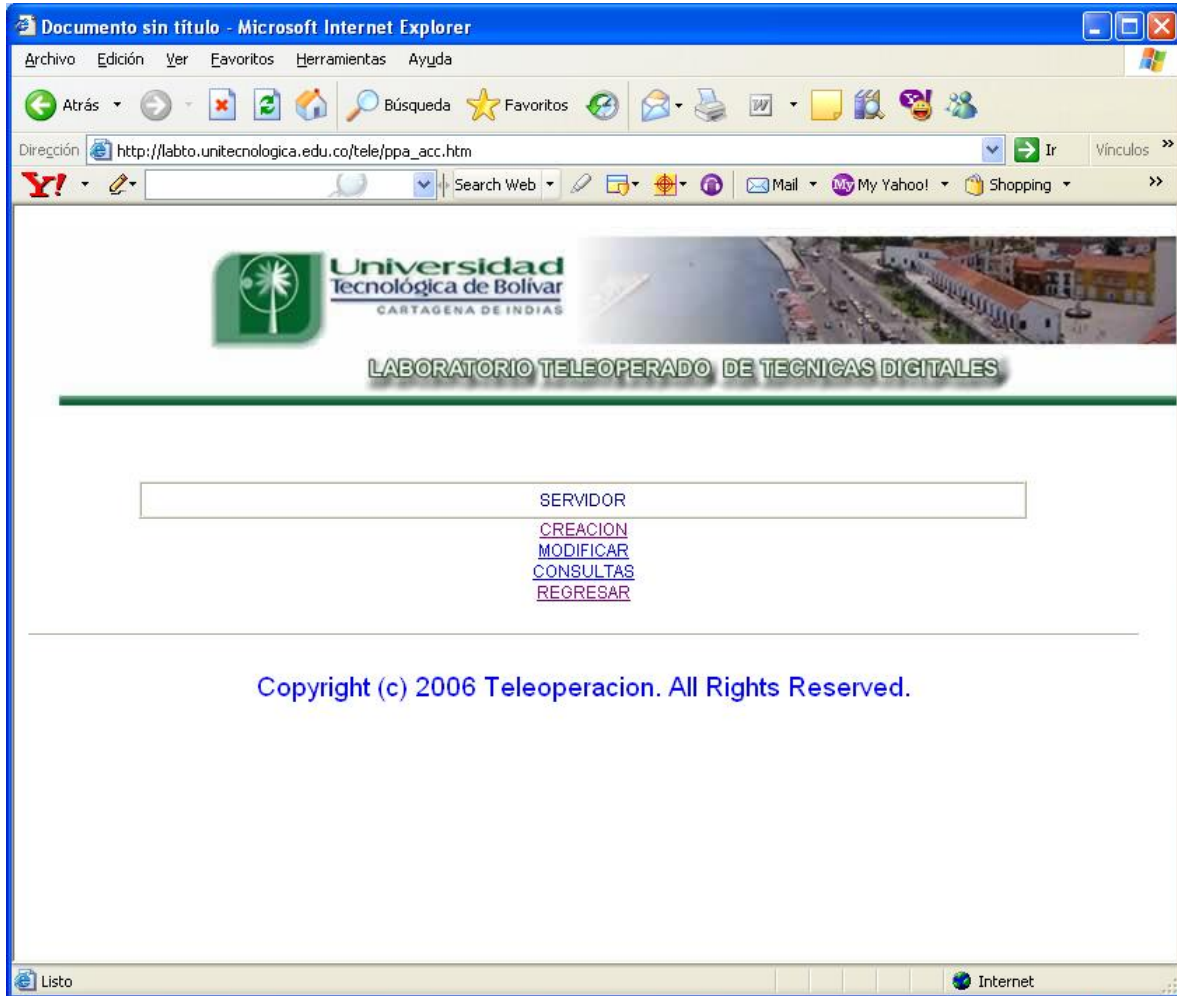 Documento sin título - Microsoft Internet Explorer
Archivo Edición Ver Favoritos Herramientas Ayuda
Atrás Búsqueda Favoritos
Dirección http://labto.unitecnologica.edu.co/tele/ppa_acc.htm Ir Vínculos »
Y! Search Web Mail My My Yahoo! Shopping »
Universidad
Tecnológica de Bolívar
CARTAGENA DE INDIAS
LABORATORIO TELEOPERADO DE TECNICAS DIGITALES
SERVIDOR
CREACION
MODIFICAR
CONSULTAS
REGRESAR
Copyright (c) 2006 Teleoperacion. All Rights Reserved.
Listo Internet